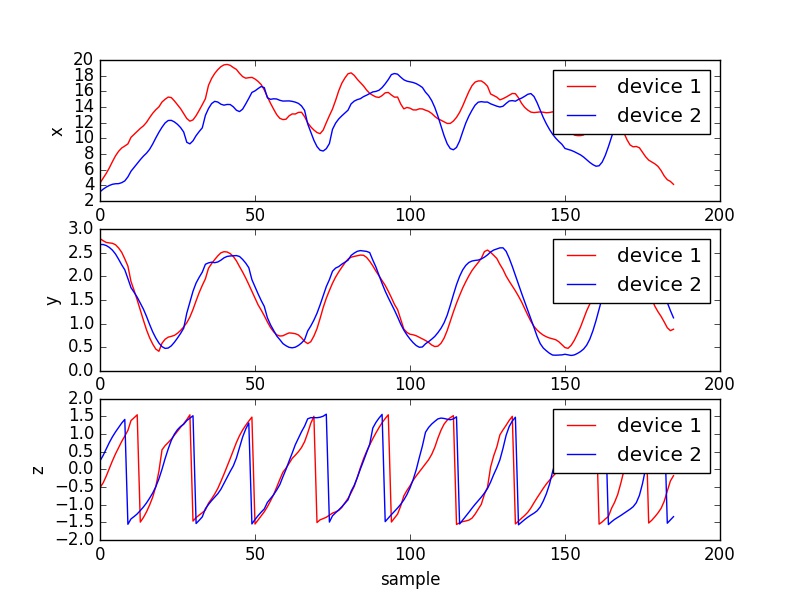 20
18
16
14
12
10
8
6
4
2
x
device 1
device 2
0 50 100 150 200
3.0
2.5
2.0
1.5
1.0
0.5
0.0
y
device 1
device 2
0 50 100 150 200
2.0
1.5
1.0
0.5
0.0
−0.5
−1.0
−1.5
−2.0
z
device 1
device 2
0 50 100 150 200
sample